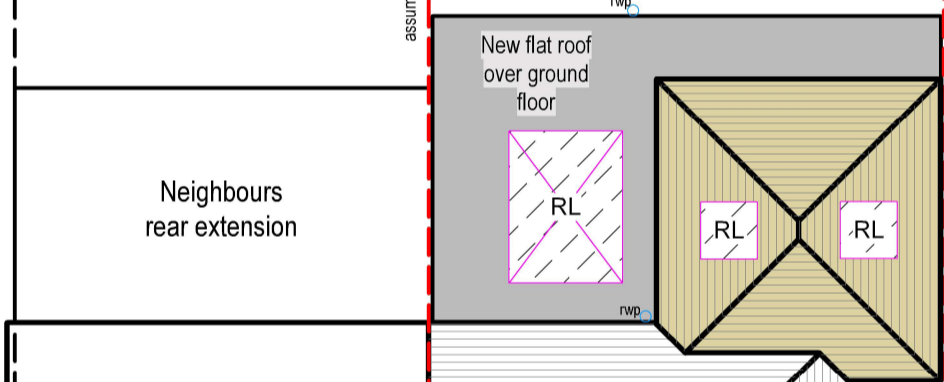 rwp
assum
New flat roof
over ground
floor
RL
Neighbours
rear extension
RL
RL
rwp